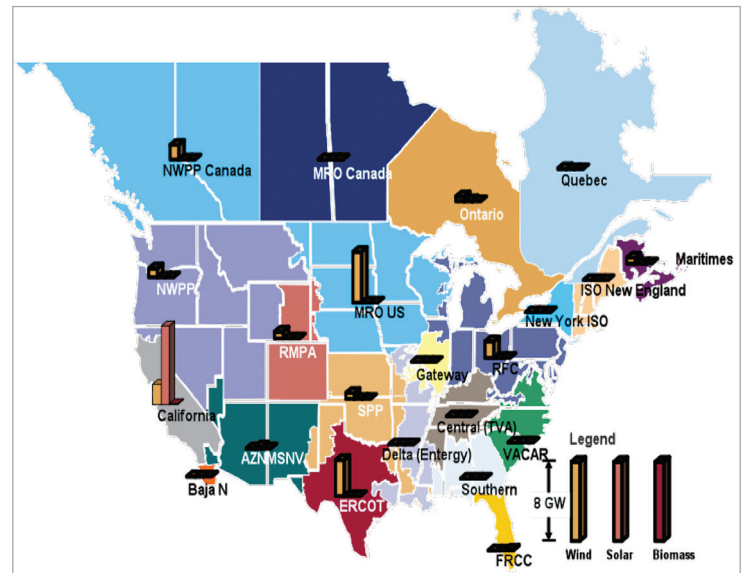 NWPP Canada
MRO Canada
Quebec
Ontario
Maritimes
NWPP
ISO New England
MRO US
New York ISO
RMPA
RFC
Gateway
California
SPP
Central (TVA)
AZNMSNV
Delta (Entergy)
VACAR
Legend
Baja N
ERCOT
Southern
8 GW
FRCC
Wind
Solar
Biomass